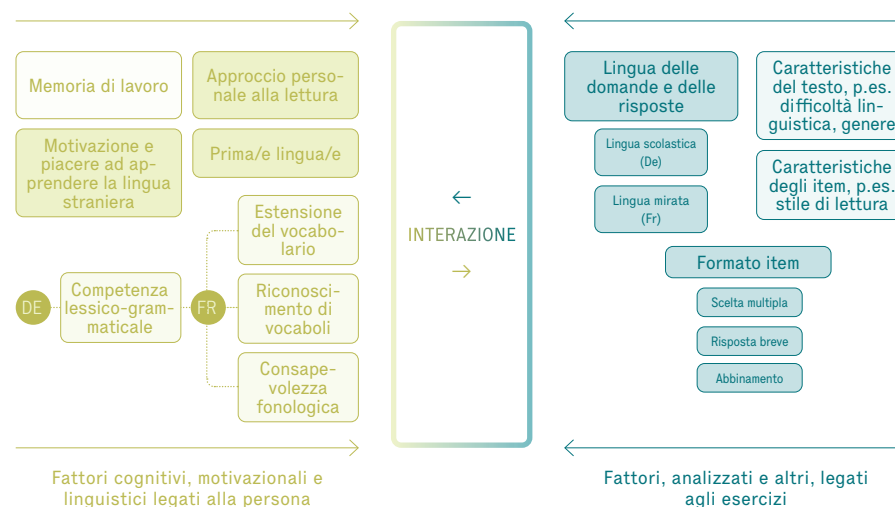 Memoria di lavoro
Approccio perso-
nale alla lettura
Motivazione e
piacere ad ap-
prendere la lingua
straniera
Prima/e lingua/e
Estensione
del vocabo-
lario
DE
Competenza
lessico-gram-
maticale
FR
Riconosci-
mento di
vocaboli
Consape-
volezza
fonologica
Fattori cognitivi, motivazionali e
linguistici legati alla persona
←
INTERAZIONE
→
Lingua delle
domande e delle
risposte
Lingua scolastica
(De)
Lingua mirata
(Fr)
Caratteristiche
del testo, p.es.
difficoltà lin-
guistica, genere
Caratteristiche
degli item, p.es.
stile di lettura
Formato item
Scelta multipla
Risposta breve
Abbinamento
Fattori, analizzati e altri, legati
agli esercizi